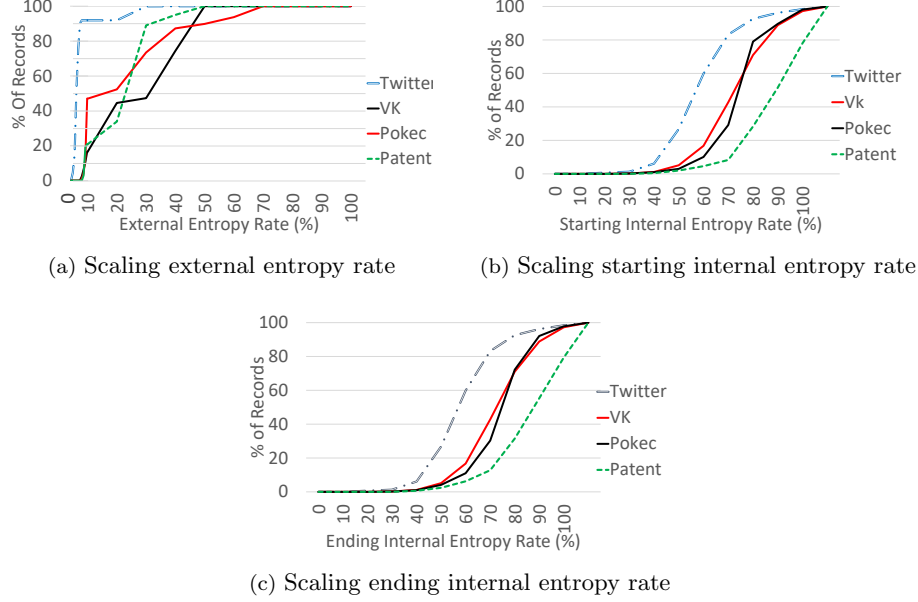 % Of Records
100
80
60
40
20
0
0 10 20 30 40 50 60 70 80 90 100
External Entropy Rate (%)
Twitter
VK
Pokec
Patent
(a) Scaling external entropy rate
% of Records
100
80
60
40
20
0
0 10 20 30 40 50 60 70 80 90 100
Starting Internal Entropy Rate (%)
Twitter
Vk
Pokec
Patent
(b) Scaling starting internal entropy rate
% of Records
100
80
60
40
20
0
0 10 20 30 40 50 60 70 80 90 100
Ending Internal Entropy Rate (%)
Twitter
VK
Pokec
Patent
(c) Scaling ending internal entropy rate